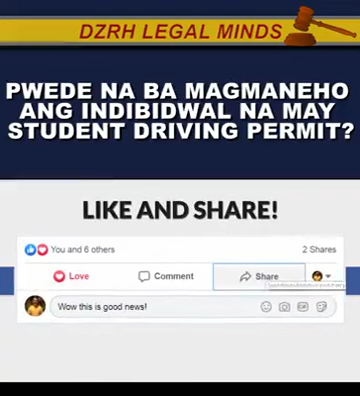 DZRH LEGAL MINDS
PWEDE NA BA MAGMANEHO
ANG INDIBIDWAL NA MAY
STUDENT DRIVING PERMIT?
LIKE AND SHARE!
You and 6 others 2 Shares
Love Comment Share
Wow this is good news!